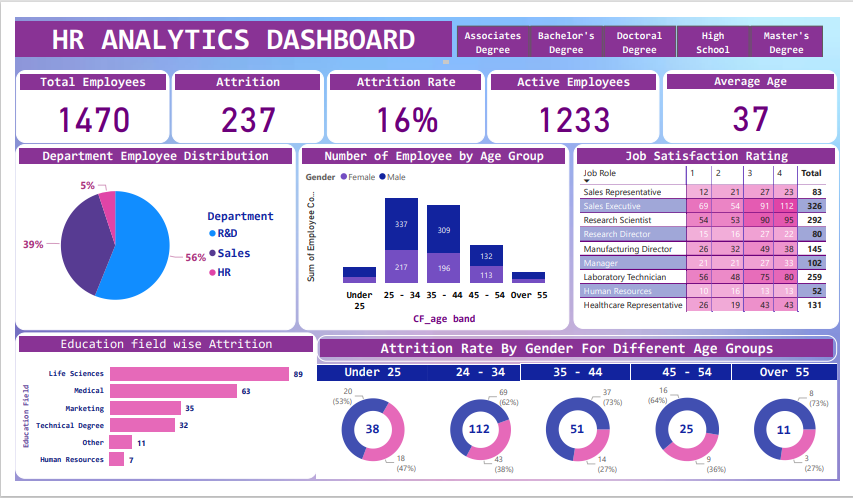 HR ANALYTICS DASHBOARD
Associates Degree
Bachelor's Degree
Doctoral Degree
High School
Master's Degree
Total Employees
1470
Attrition
237
Attrition Rate
16%
Active Employees
1233
Average Age
37
Department Employee Distribution
5%
39%
56%
Department
R&D
Sales
HR
Number of Employee by Age Group
Gender Female Male
Sum of Employee Co...
337 309 132
217 196 113
Under 25 25 - 34 35 - 44 45 - 54 Over 55
CF_age band
Job Satisfaction Rating
Job Role 1 2 3 4 Total
Sales Representative 12 21 27 23 83
Sales Executive 69 54 91 112 326
Research Scientist 54 53 90 95 292
Research Director 15 16 27 22 80
Manufacturing Director 26 32 49 38 145
Manager 21 21 27 33 102
Laboratory Technician 56 48 75 80 259
Human Resources 10 16 13 13 52
Healthcare Representative 26 19 43 43 131
Education field wise Attrition
Education Field
Life Sciences 89
Medical 63
Marketing 35
Technical Degree 32
Other 11
Human Resources 7
Attrition Rate By Gender For Different Age Groups
Under 25
20 (53%)
38
18 (47%)
24 - 34
69 (62%)
112
43 (38%)
35 - 44
37 (73%)
51
14 (27%)
45 - 54
16 (64%)
25
9 (36%)
Over 55
8 (73%)
11
3 (27%)